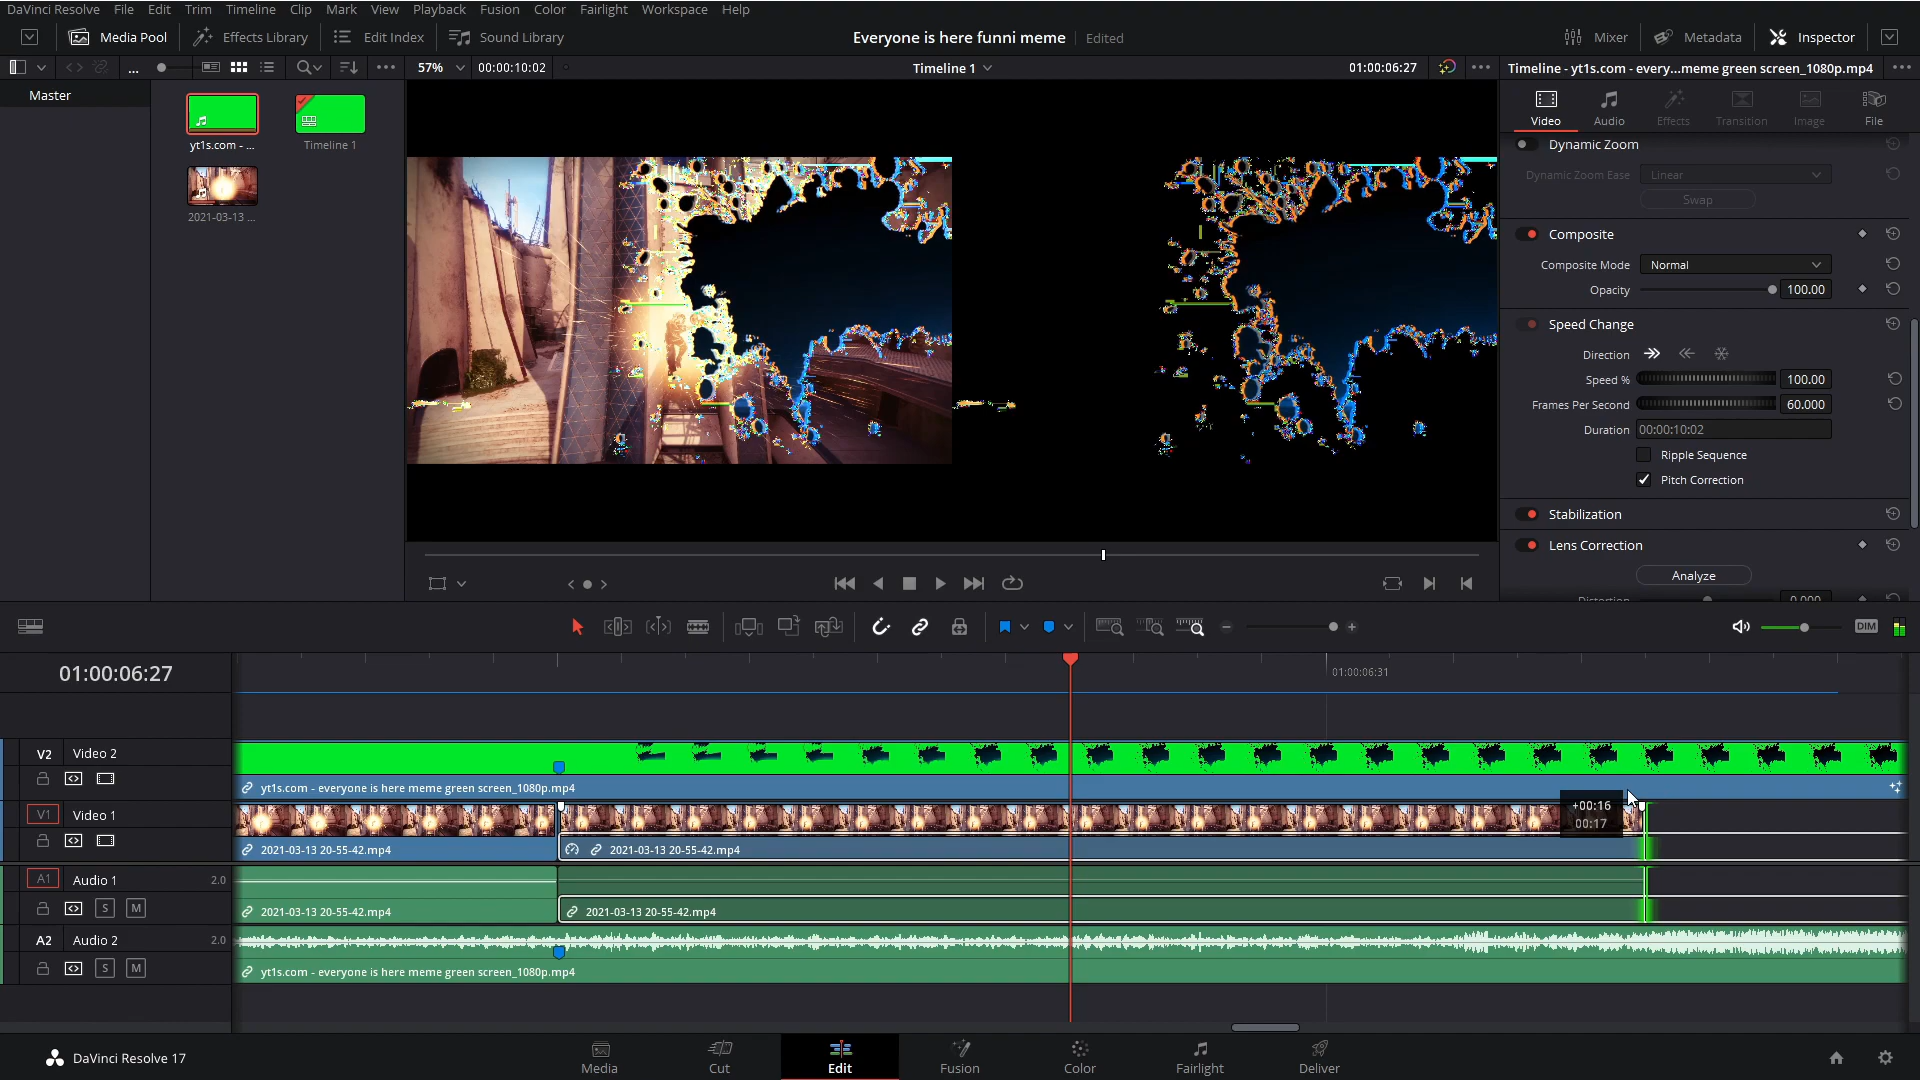 DaVinci Resolve File Edit Trim Timeline Clip Mark View Playback Fusion Color Fairlight Workspace Help
Media Pool Effects Library Edit Index Sound Library Everyone is here funni meme Edited Mixer Metadata Inspector
... 57% 00:00:10:02 Timeline 1 01:00:06:27 Timeline - yt1s.com - every...meme green screen_1080p.mp4
Master
yt1s.com - ... Timeline 1
2021-03-13 ...
Video Audio Effects Transition Image File
Dynamic Zoom
Dynamic Zoom Ease Linear
Swap
Composite
Composite Mode Normal
Opacity 100.00
Speed Change
Direction
Speed % 100.00
Frames Per Second 60.000
Duration 00:00:10:02
Ripple Sequence
Pitch Correction
Stabilization
Lens Correction
Analyze
Distortion 0.000
DIM
01:00:06:27 01:00:06:31
V2 Video 2
yt1s.com - everyone is here meme green screen_1080p.mp4
V1 Video 1
+00:16
00:17
2021-03-13 20-55-42.mp4 2021-03-13 20-55-42.mp4
A1 Audio 1 2.0
S M 2021-03-13 20-55-42.mp4 2021-03-13 20-55-42.mp4
A2 Audio 2 2.0
S M yt1s.com - everyone is here meme green screen_1080p.mp4
DaVinci Resolve 17 Media Cut Edit Fusion Color Fairlight Deliver